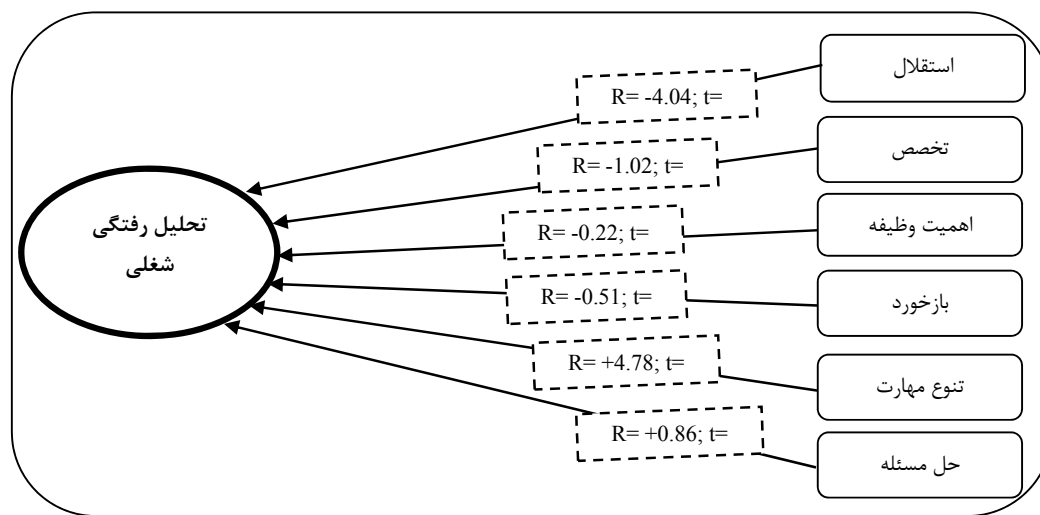 استقلال
R= -4.04; t=
تخصص
R= -1.02; t=
اهمیت وظیفه
R= -0.22; t=
بازخورد
R= -0.51; t=
تنوع مهارت
R= +4.78; t=
حل مسئله
R= +0.86; t=
تحلیل رفتگی
شغلی